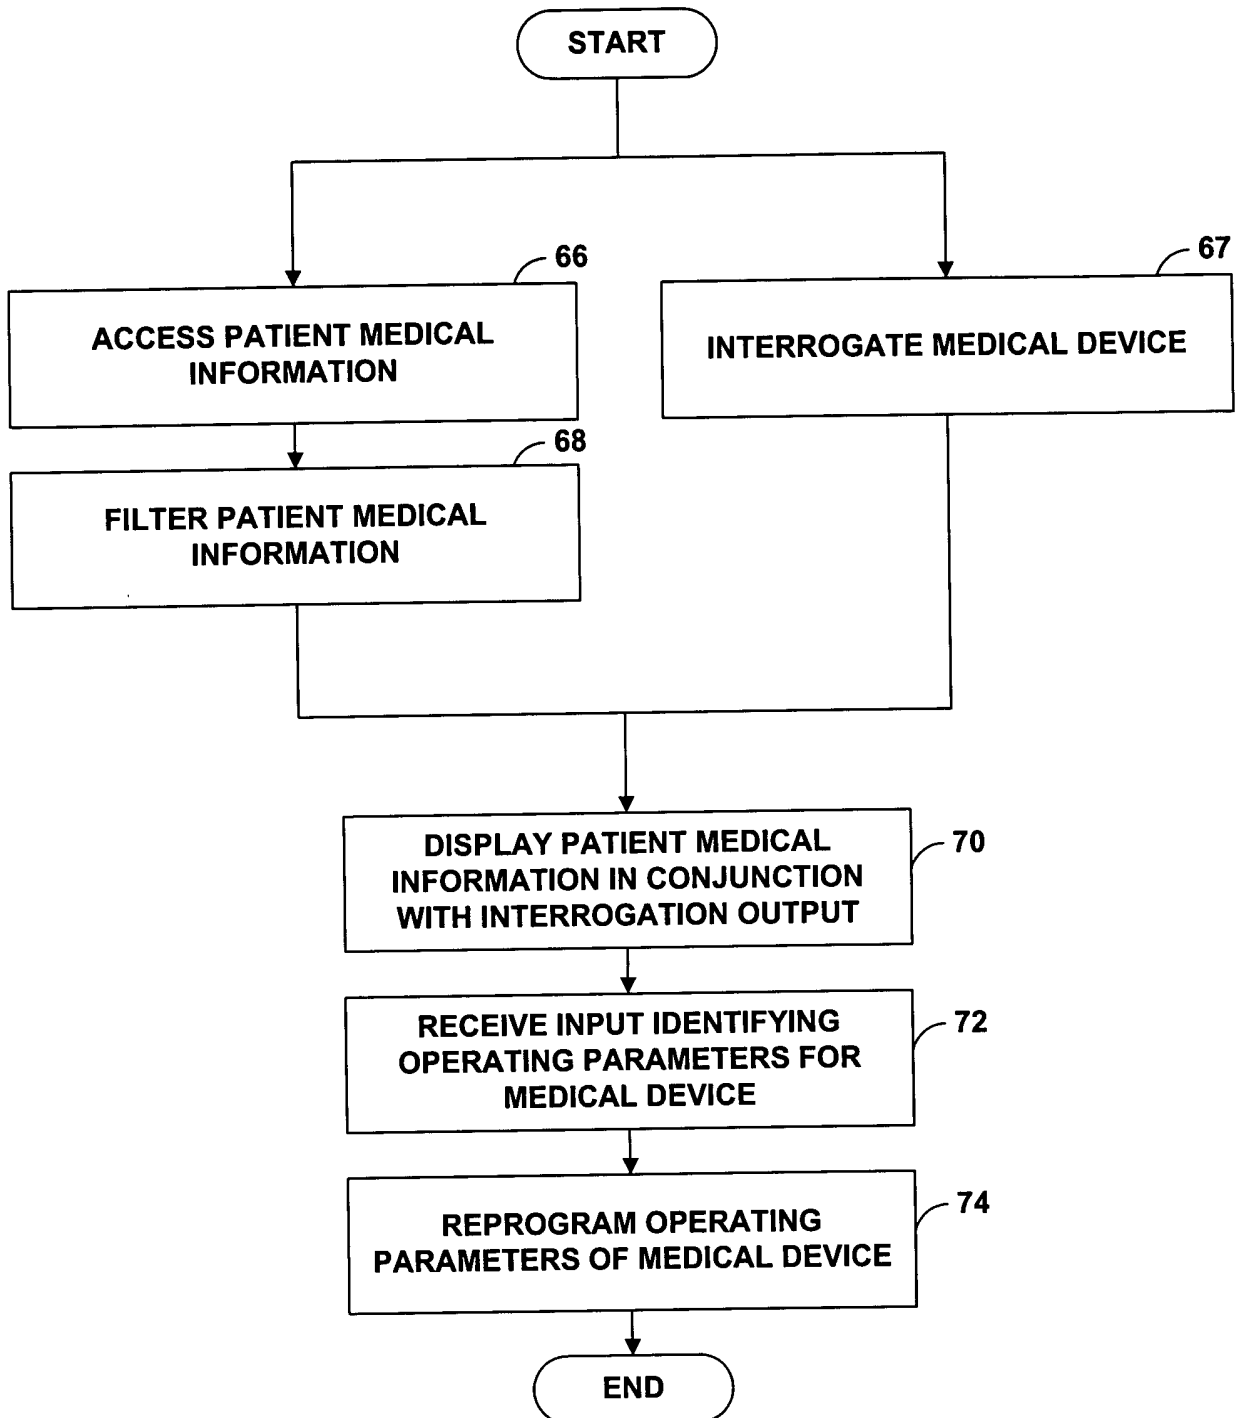 START
66
67
ACCESS PATIENT MEDICAL
INFORMATION
INTERROGATE MEDICAL DEVICE
68
FILTER PATIENT MEDICAL
INFORMATION
DISPLAY PATIENT MEDICAL
INFORMATION IN CONJUNCTION
WITH INTERROGATION OUTPUT
70
RECEIVE INPUT IDENTIFYING
OPERATING PARAMETERS FOR
MEDICAL DEVICE
72
REPROGRAM OPERATING
PARAMETERS OF MEDICAL DEVICE
74
END